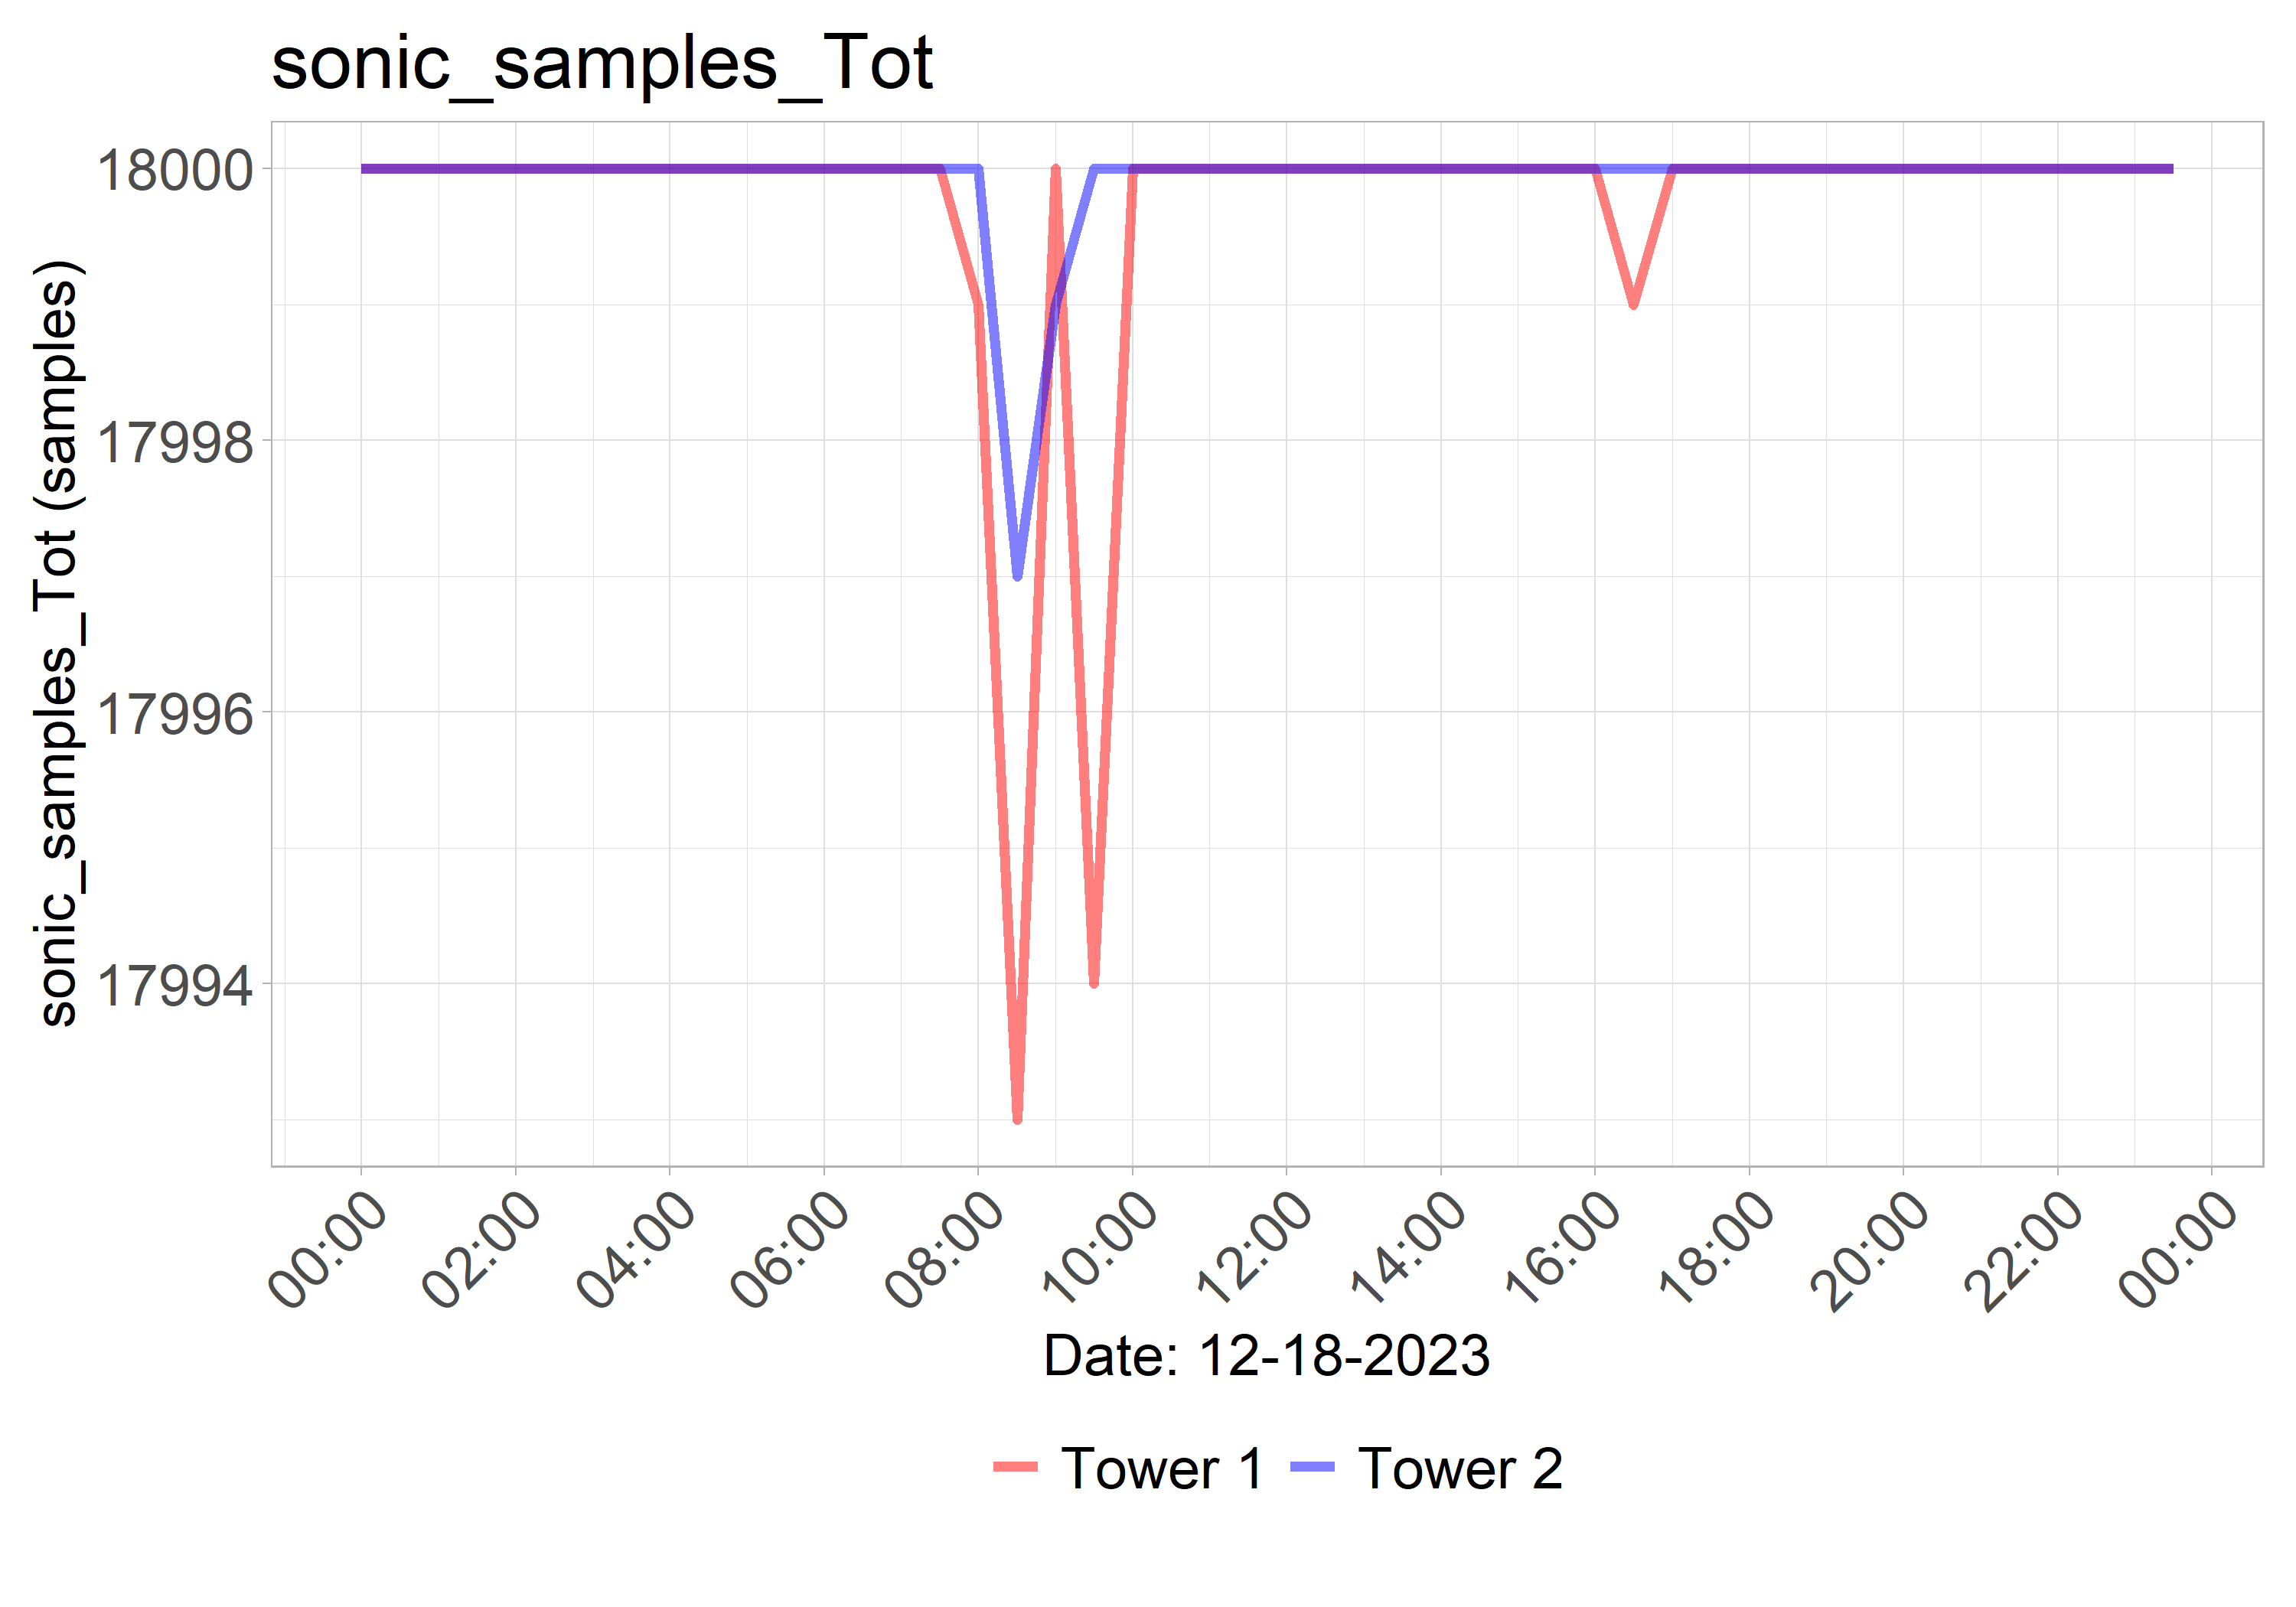 sonic_samples_Tot
sonic_samples_Tot (samples)
18000
17998
17996
17994
00:00 02:00 04:00 06:00 08:00 10:00 12:00 14:00 16:00 18:00 20:00 22:00 00:00
Date: 12-18-2023
Tower 1 Tower 2